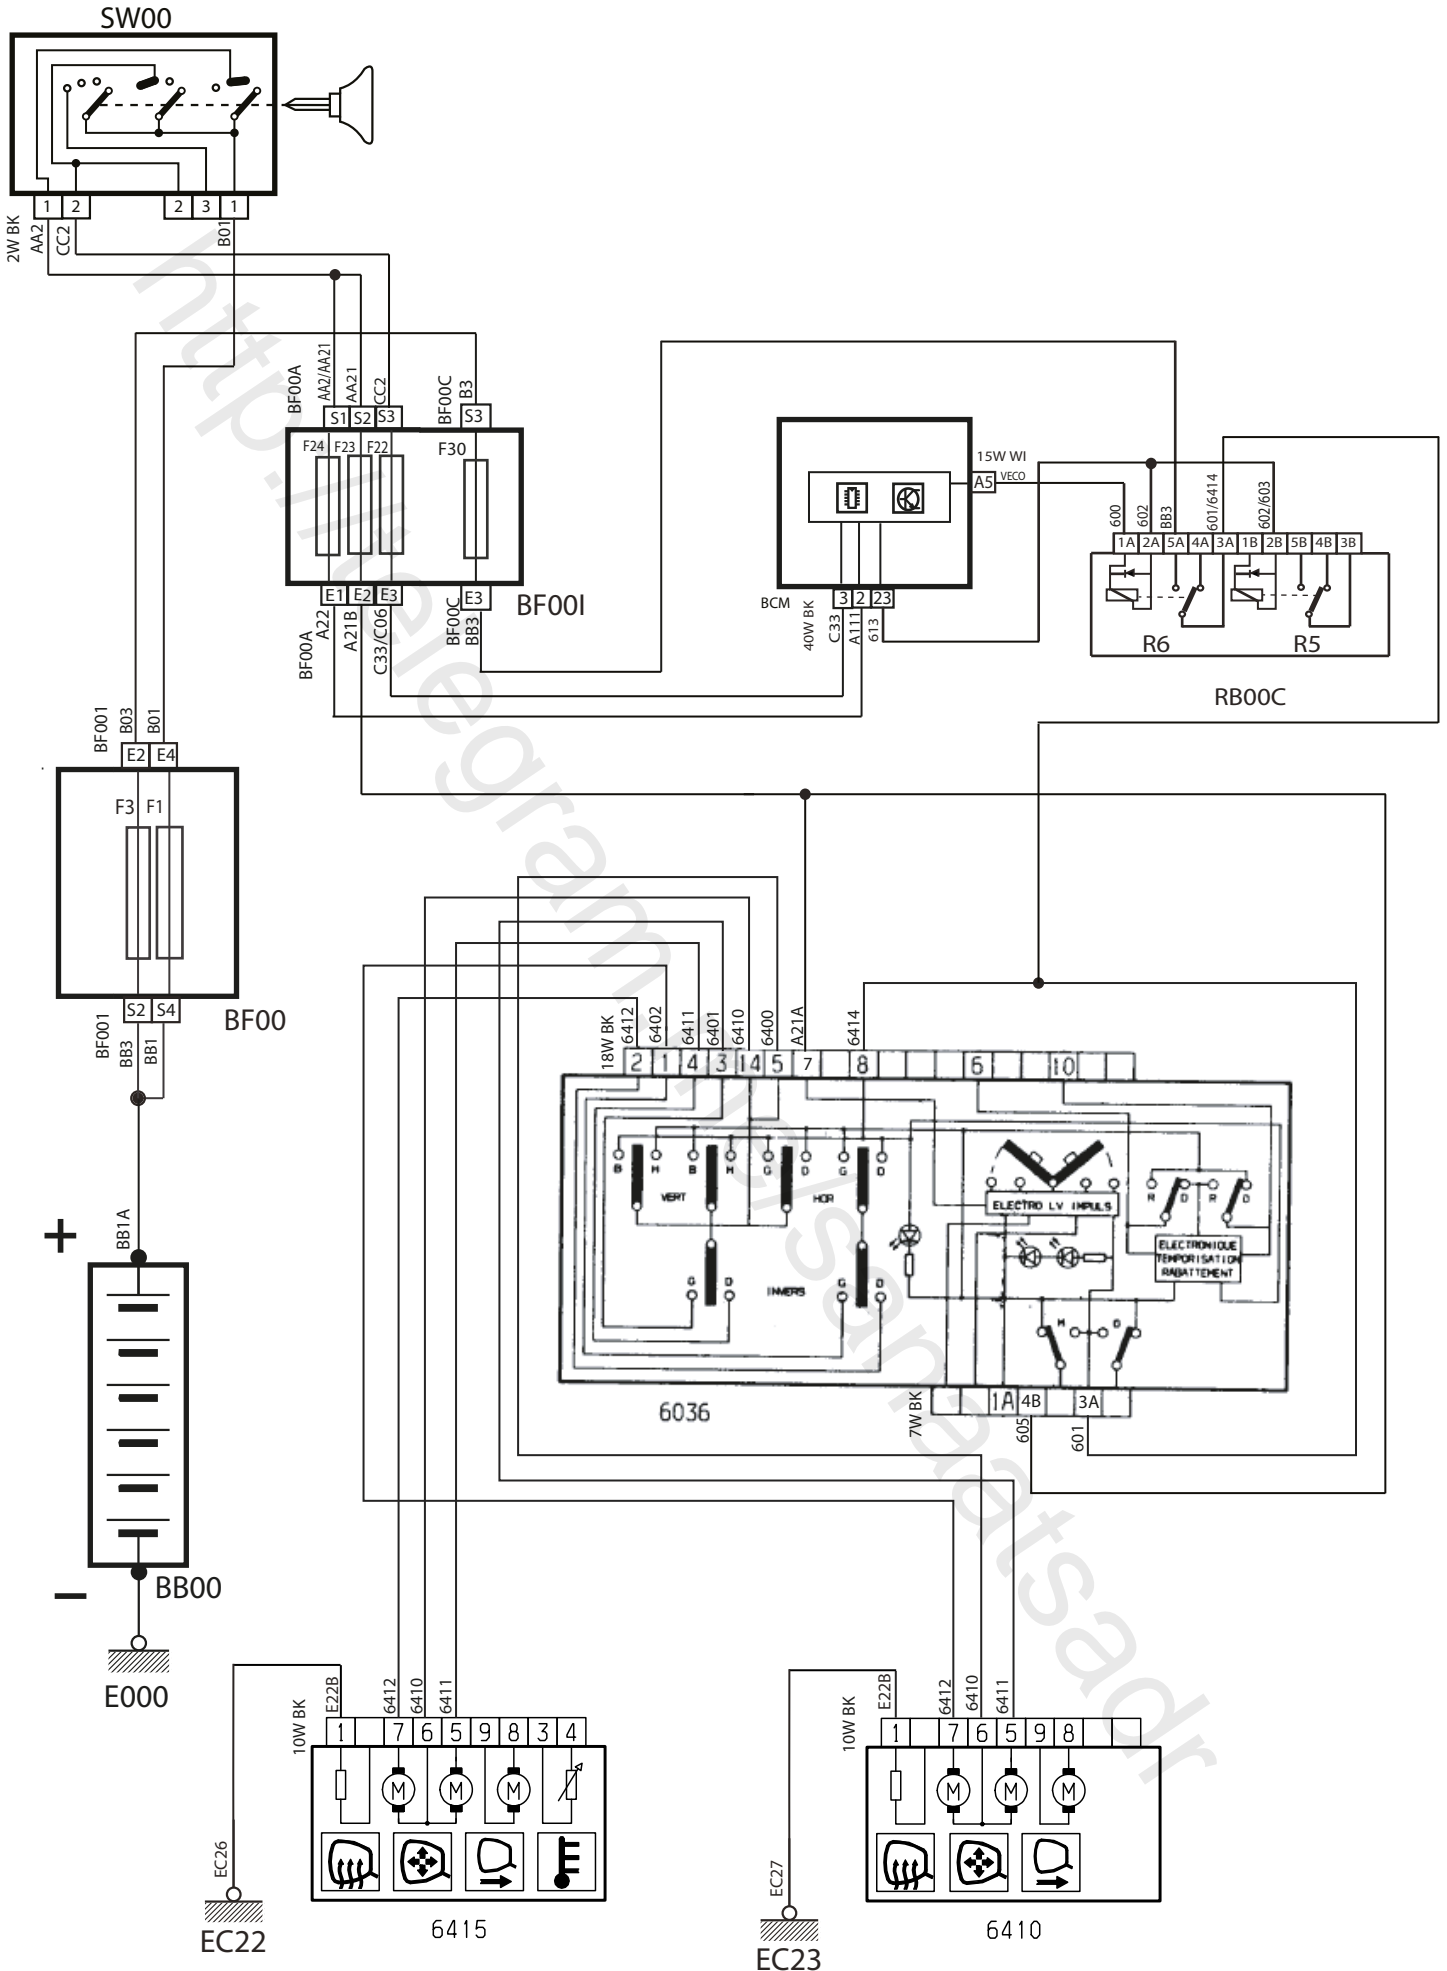 SW00
1 2 2 3 1
2W BK
AA2
CC2
B01
BF00A
AA2/AA21
AA21
CC2
BF00C
B3
S1 S2 S3 S3
F24 F23 F22 F30
E1 E2 E3 E3
BF00I
BF00A
A22
A21B
C33/C06
BF00C
BB3
15W WI
A5 VECO
BCM
3 2 23
40W BK
C33
A111
613
600
602
BB3
601/6414
602/603
1A 2A 5A 4A 3A 1B 2B 5B 4B 3B
R6 R5
RB00C
BF001
B03
B01
E2 E4
F3 F1
S2 S4
BF00
BF001
BB3
BB1
BB1A
+
−
BB00
E000
18W BK
6412
6402
6411
6401
6410
6400
A21A
6414
2 1 4 3 14 5 7 8 6 10
B H B H G D G D
VERT HOR
G D INVERS G D
ELECTRO LV IMPULS
R D R D
ELECTRONIQUE
TEMPORISATION
RABATTEMENT
M D
7W BK
1A 4B 3A
605
601
6036
10W BK
E22B
6412
6410
6411
1 7 6 5 9 8 3 4
M M M
EC26
EC22
6415
10W BK
E22B
6412
6410
6411
1 7 6 5 9 8
M M M
EC27
EC23
6410
http://telegram.me/sanaatsadr